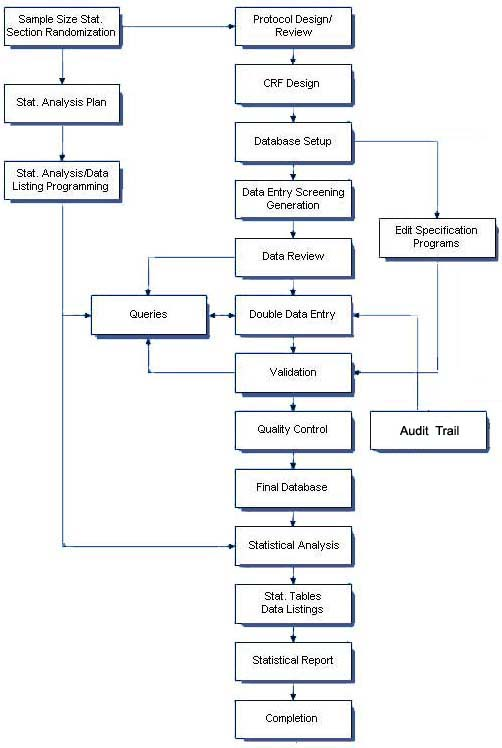 Sample Size Stat.
Section Randomization
Protocol Design/
Review
CRF Design
Stat. Analysis Plan
Database Setup
Stat. Analysis/Data
Listing Programming
Data Entry Screening
Generation
Edit Specification
Programs
Data Review
Queries
Double Data Entry
Validation
Quality Control
Audit Trail
Final Database
Statistical Analysis
Stat. Tables
Data Listings
Statistical Report
Completion